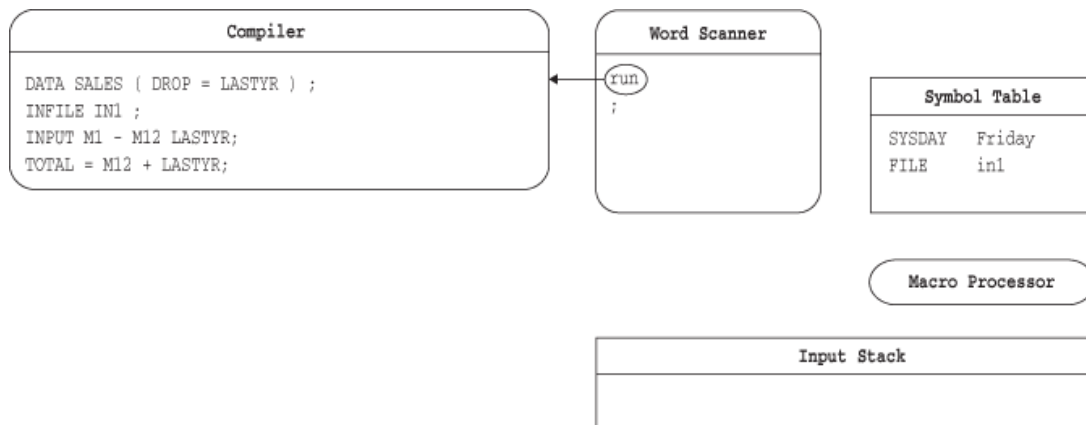 Compiler
DATA SALES ( DROP = LASTYR ) ;
INFILE IN1 ;
INPUT M1 - M12 LASTYR;
TOTAL = M12 + LASTYR;
Word Scanner
run
;
Symbol Table
SYSDAY Friday
FILE in1
Macro Processor
Input Stack